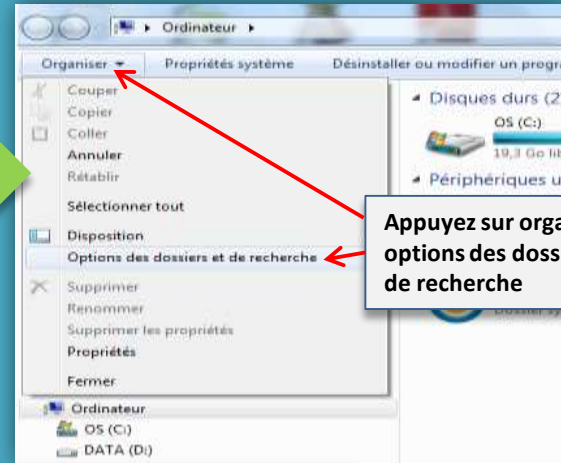 Ordinateur
Organiser Propriétés système Désinstaller ou modifier un progra
Couper
Copier
Coller
Annuler
Rétablir
Sélectionner tout
Disposition
Options des dossiers et de recherche
Supprimer
Renommer
Supprimer les propriétés
Propriétés
Fermer
Ordinateur
OS (C:)
DATA (D:)
Disques durs (2
OS (C:)
19,3 Go lib
Périphériques u
Appuyez sur orga
options des doss
de recherche
Dossier sy